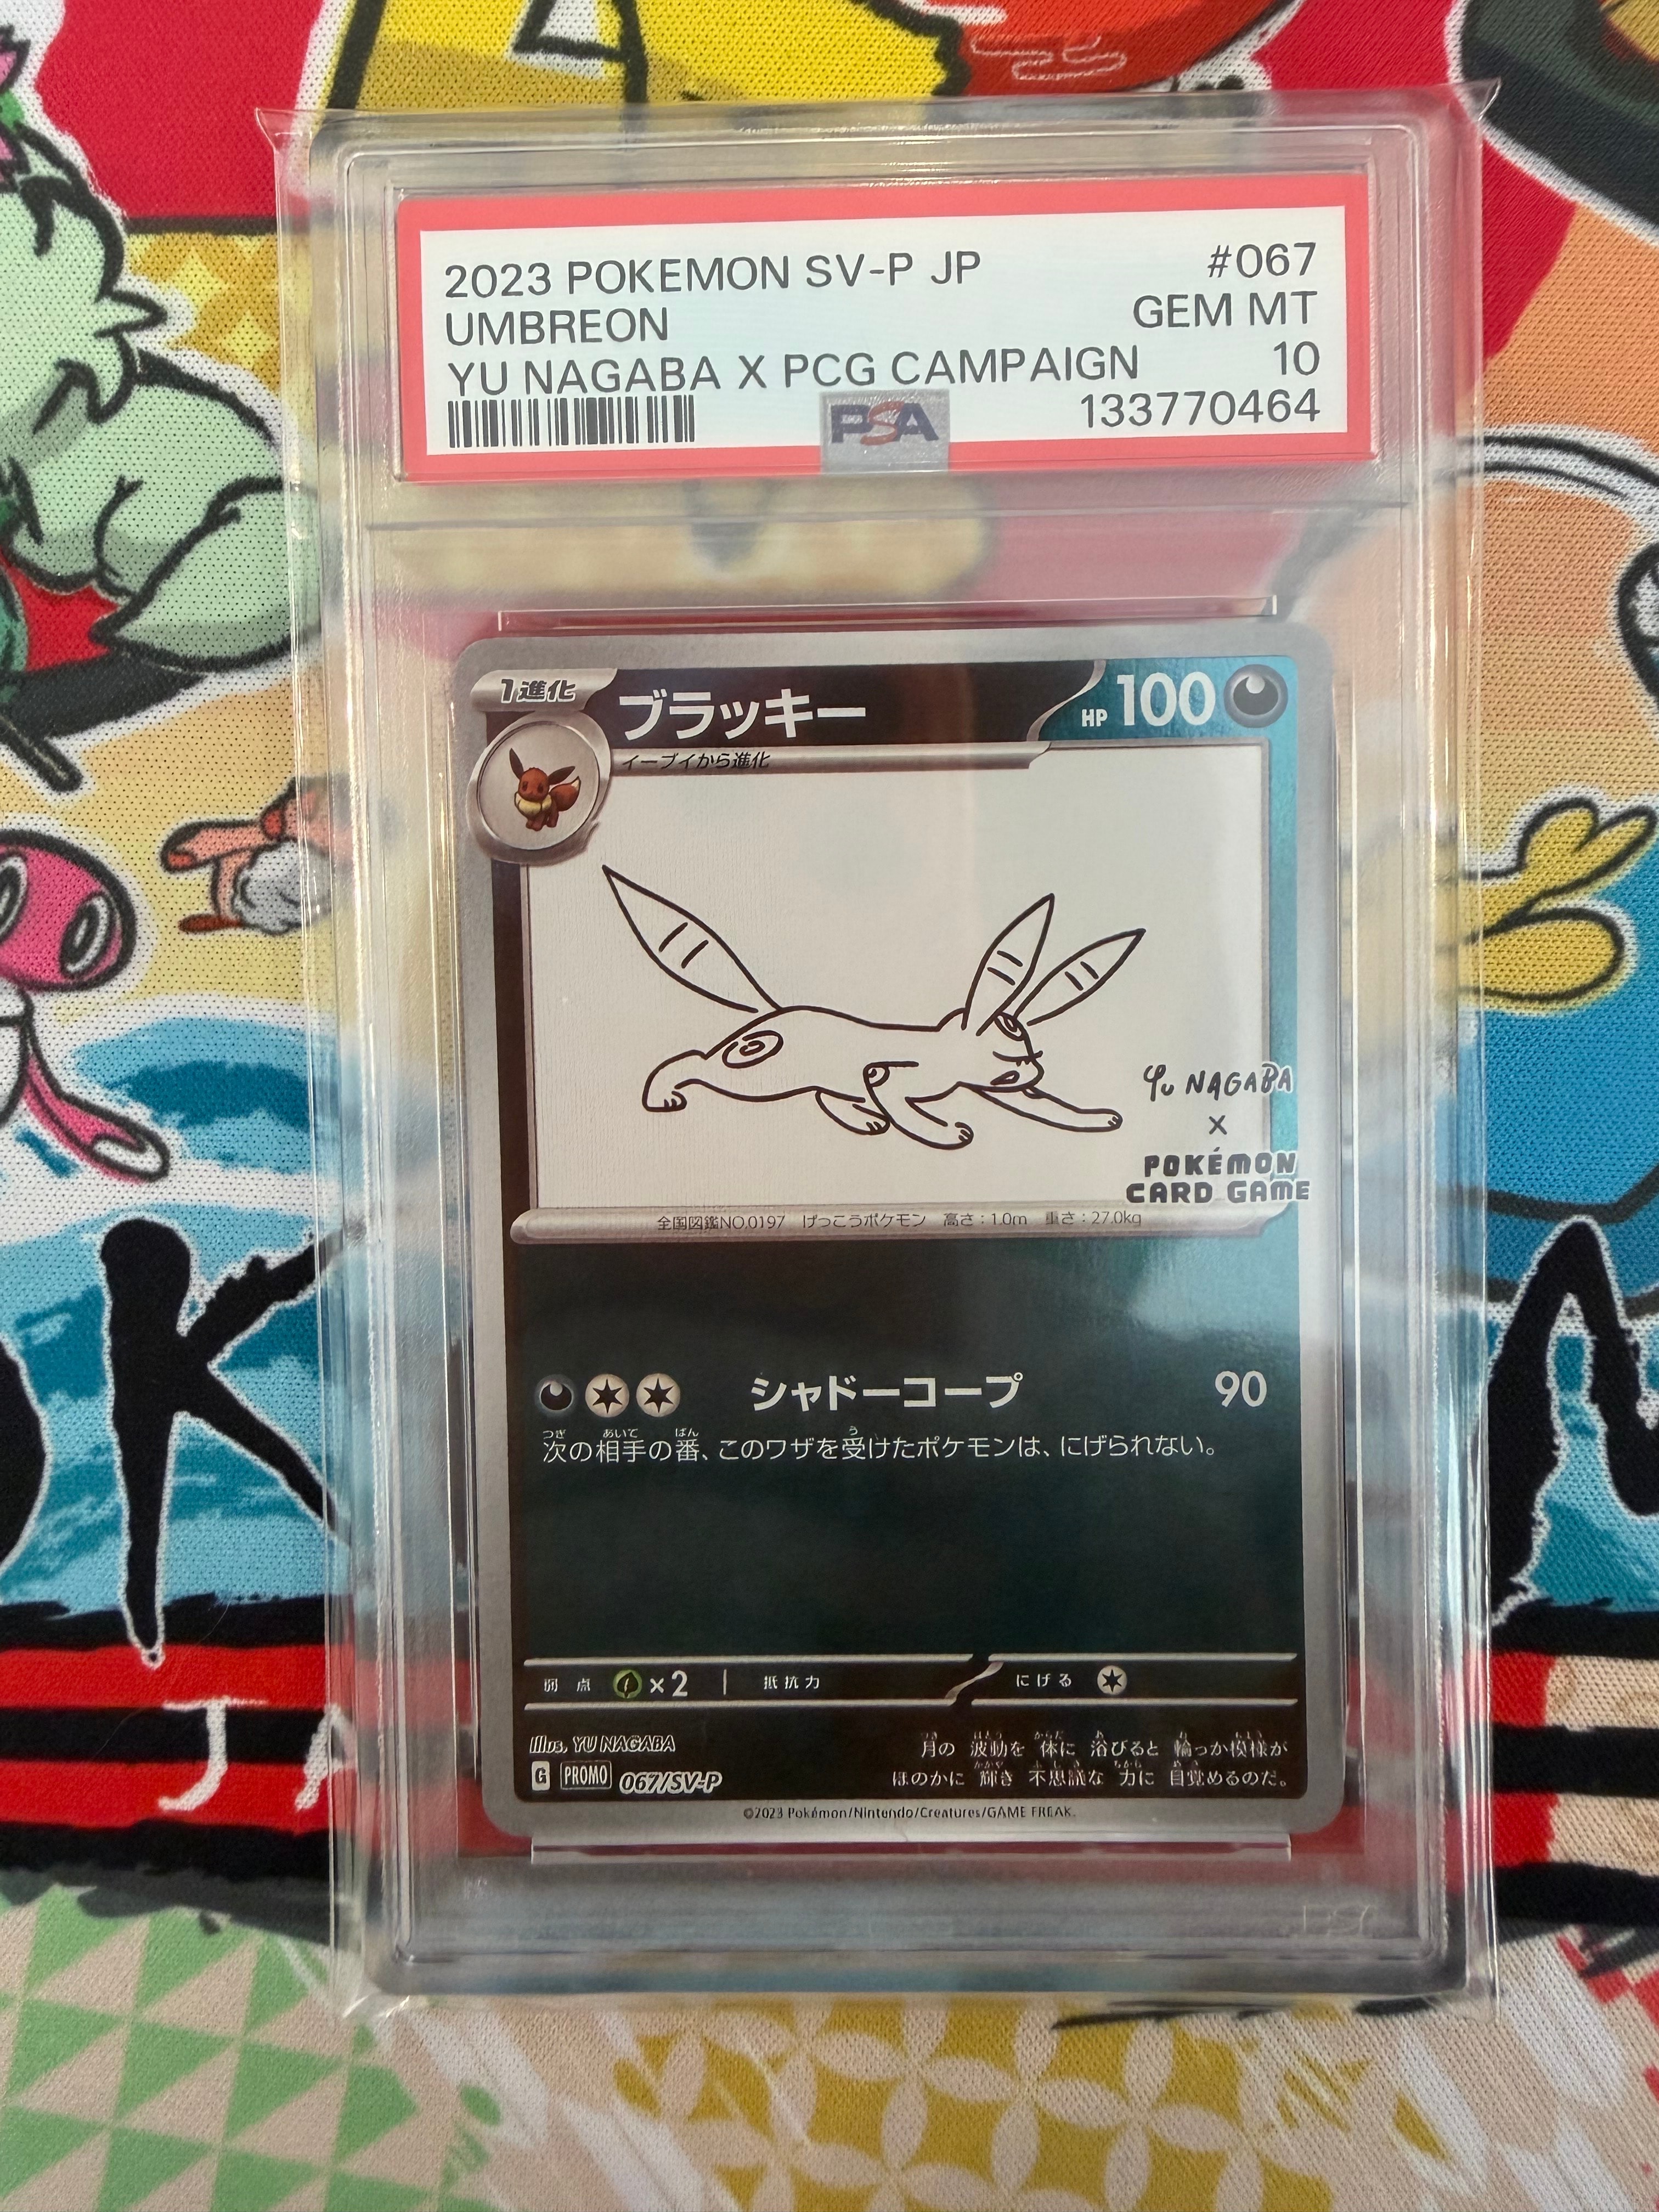 2023 POKEMON SV-P JP #067
UMBREON GEM MT
YU NAGABA X PCG CAMPAIGN 10
PSA 133770464
1進化 ブラッキー HP 100
イーブイから進化
YU NAGABA
X
POKÉMON
CARD GAME
全国図鑑NO.0197 げっこうポケモン 高さ：1.0m 重さ：27.0kg
シャドーコープ 90
次の相手の番、このワザを受けたポケモンは、にげられない。
弱点 ×2 抵抗力 にげる
Illus. YU NAGABA
月の 波動を 体に 浴びると 輪っか模様が
ほのかに 輝き 不思議な 力に 目覚めるのだ。
G PROMO 067/SV-P
©2023 Pokémon/Nintendo/Creatures/GAME FREAK.
K
JA